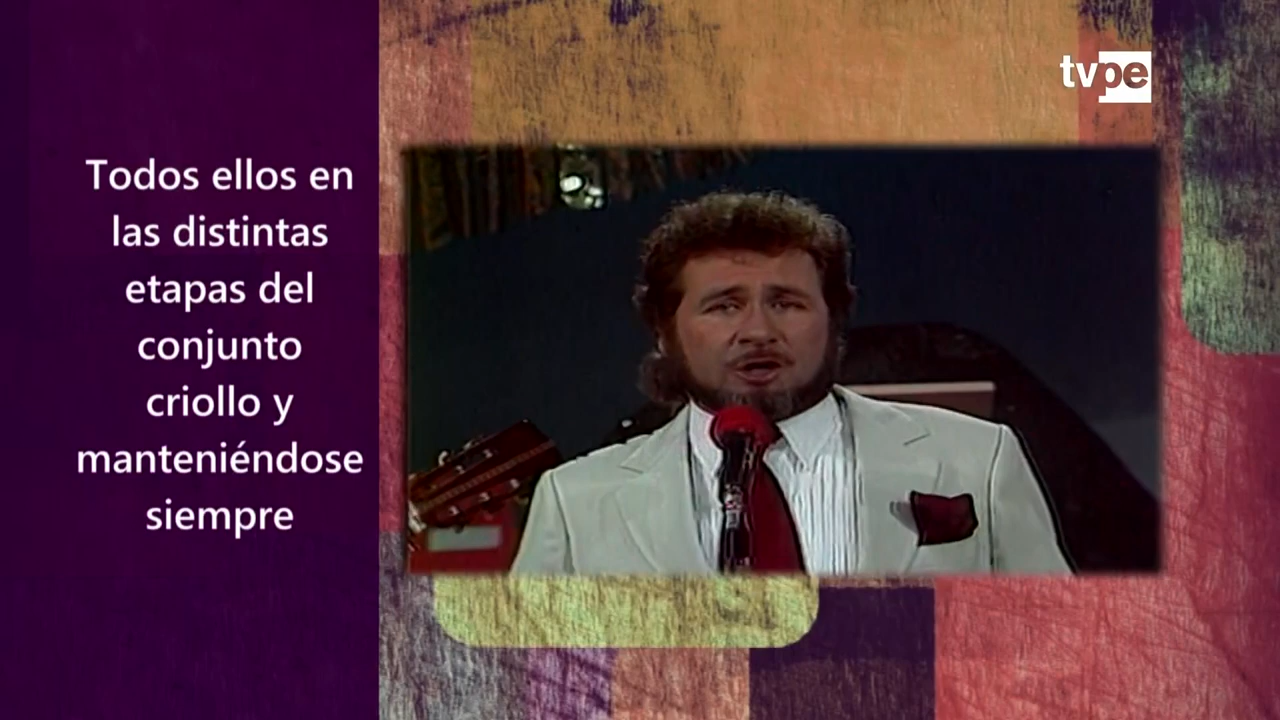 tvpe
Todos ellos en
las distintas
etapas del
conjunto
criollo y
manteniéndose
siempre